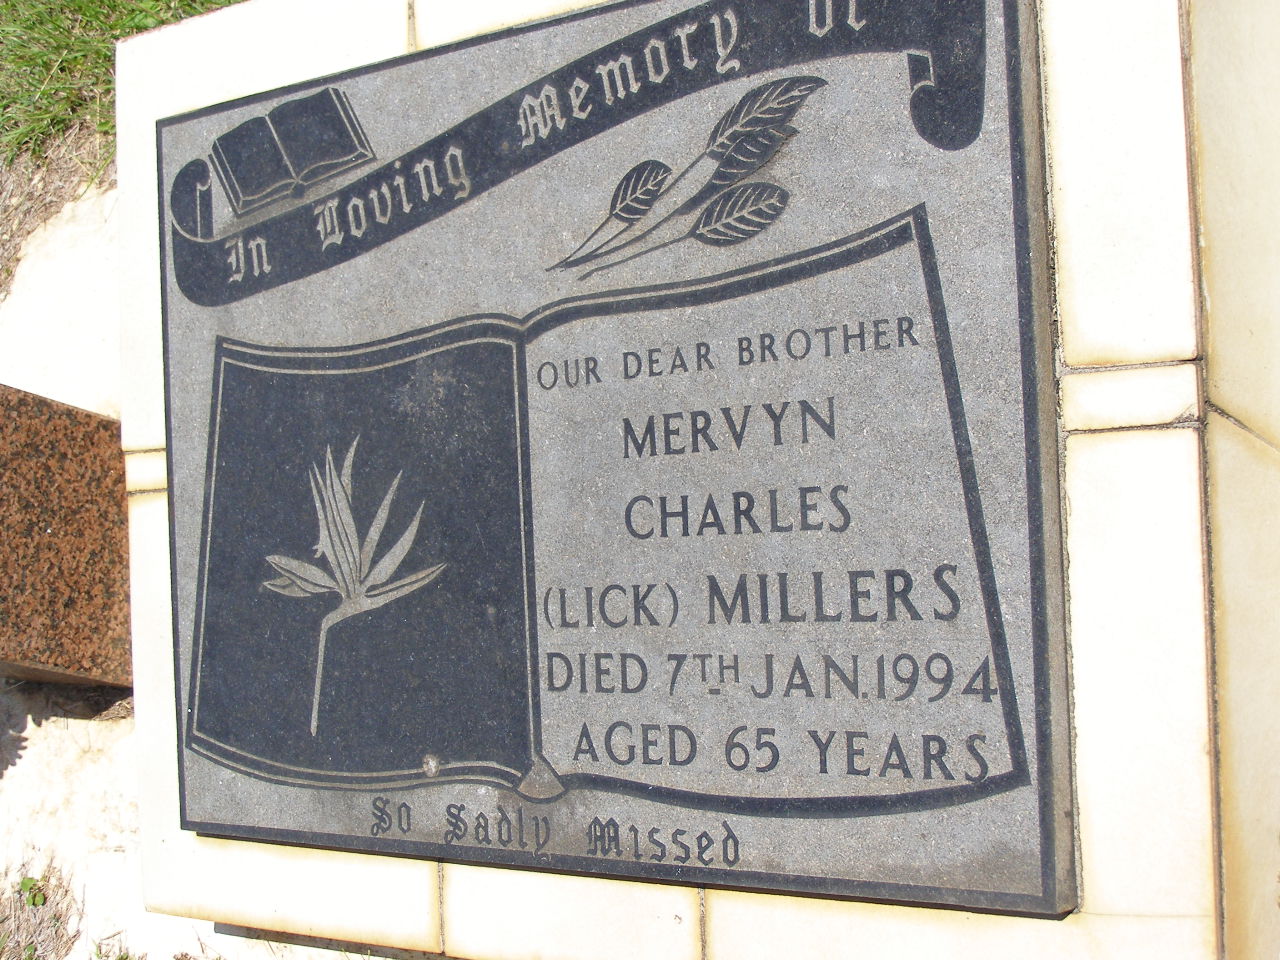 In Loving Memory of
OUR DEAR BROTHER
MERVYN
CHARLES
(LICK) MILLERS
DIED 7TH JAN. 1994
AGED 65 YEARS
So Sadly Missed